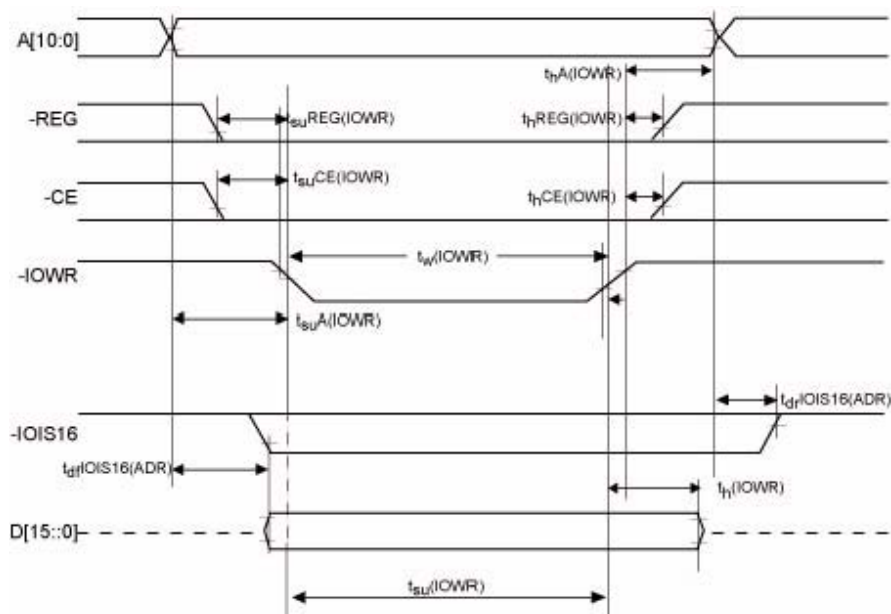 A[10:0]
thA(IOWR)
-REG
tsuREG(IOWR)
thREG(IOWR)
-CE
tsuCE(IOWR)
thCE(IOWR)
-IOWR
tw(IOWR)
tsuA(IOWR)
tdrIOIS16(ADR)
-IOIS16
tdfIOIS16(ADR)
th(IOWR)
D[15::0]
tsu(IOWR)